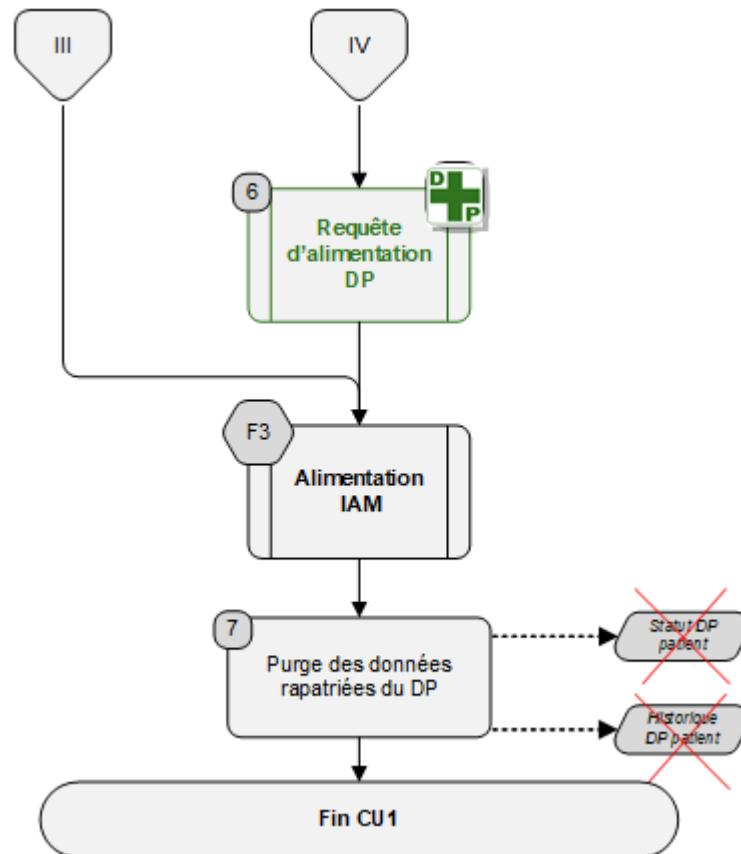 III
IV
6
D
P
Requête
d'alimentation
DP
F3
Alimentation
IAM
7
Purge des données
rapatriées du DP
Statut DP
patient
Historique
DP patient
Fin CU1